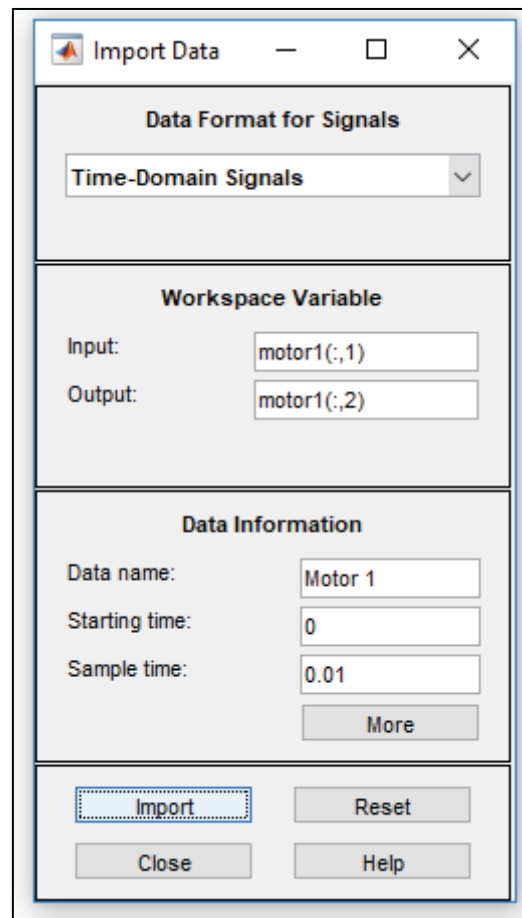 Import Data
Data Format for Signals
Time-Domain Signals
Workspace Variable
Input: motor1(:,1)
Output: motor1(:,2)
Data Information
Data name: Motor 1
Starting time: 0
Sample time: 0.01
More
Import Reset
Close Help